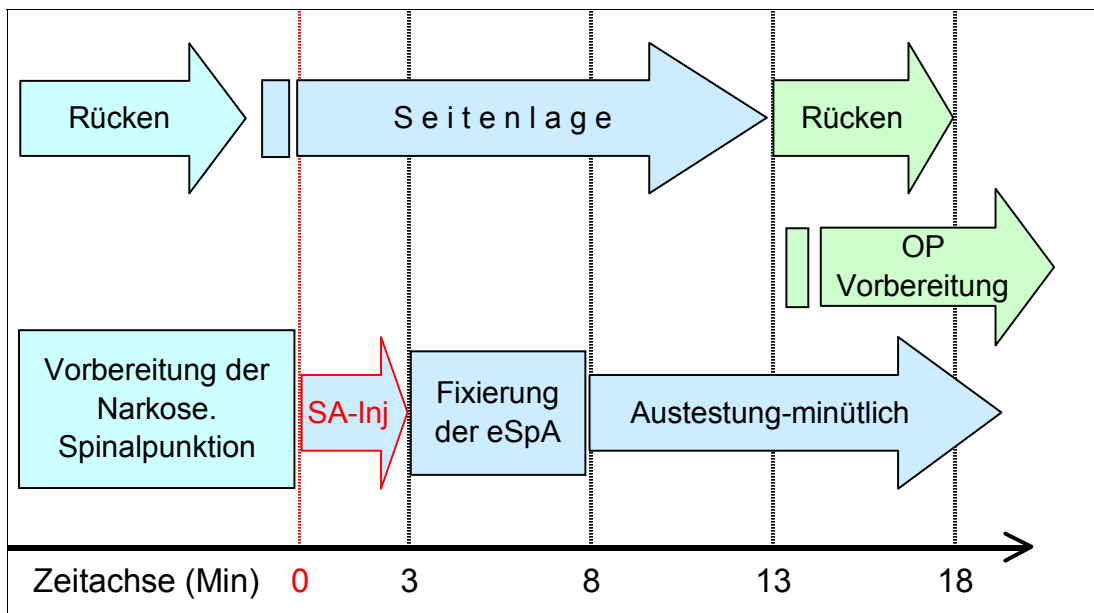 Rücken
Seitenlage
Rücken
OP
Vorbereitung
Vorbereitung der
Narkose.
Spinalpunktion
SA-Inj
Fixierung
der eSpA
Austestung-minütlich
Zeitachse (Min) 0 3 8 13 18